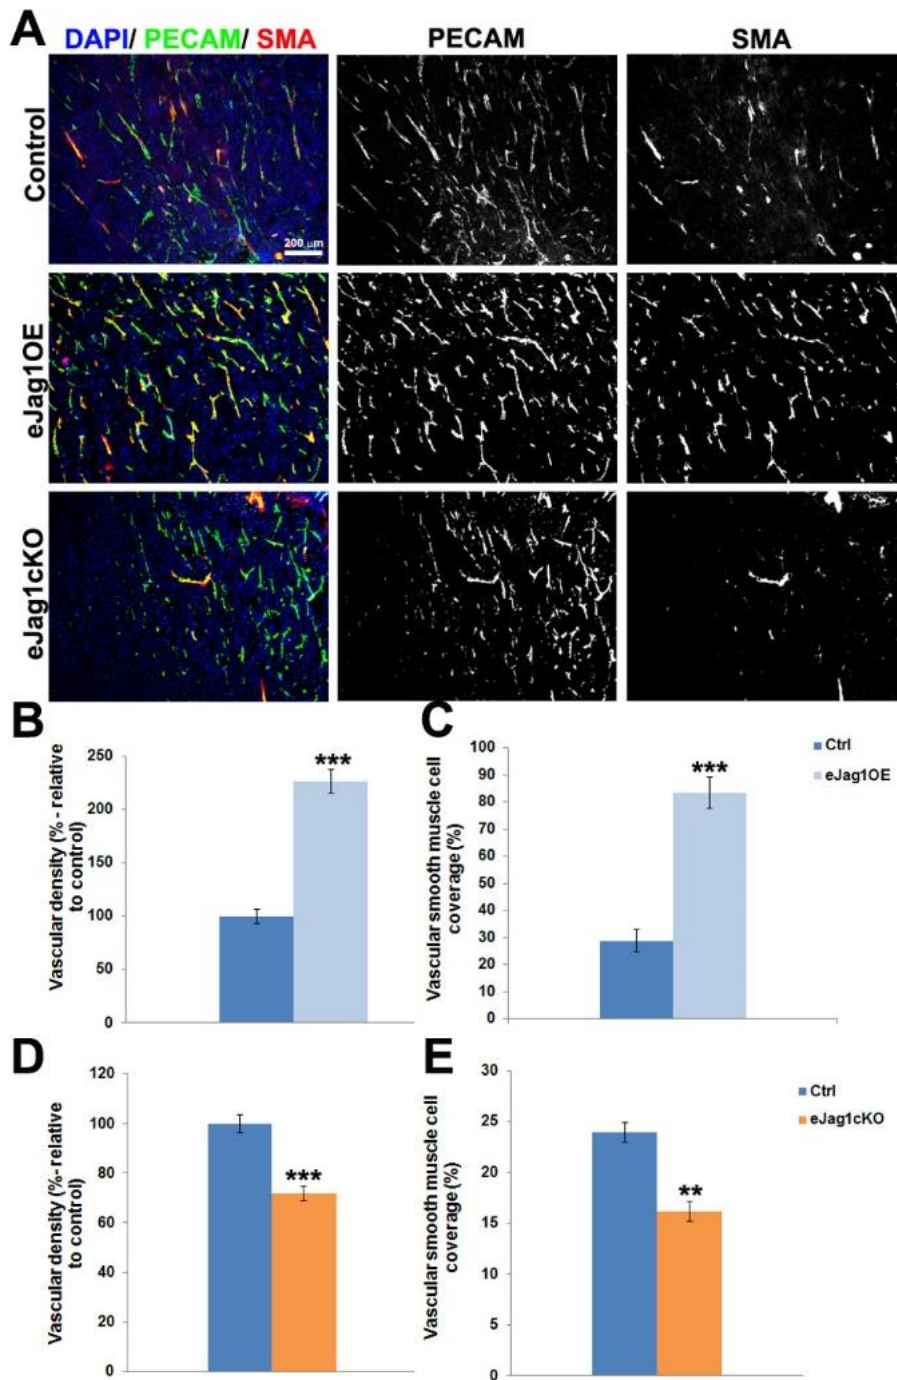 A
DAPI/ PECAM/ SMA
PECAM
SMA
Control
200 µm
eJag1OE
eJag1cKO
B
Vascular density (% - relative
to control)
250
200
150
100
50
0
***
C
Vascular smooth muscle cell
coverage (%)
100
90
80
70
60
50
40
30
20
10
0
***
Ctrl
eJag1OE
D
Vascular density (%- relative
to control)
120
100
80
60
40
20
0
***
E
Vascular smooth muscle cell
coverage (%)
30
25
20
15
10
5
0
**
Ctrl
eJag1cKO